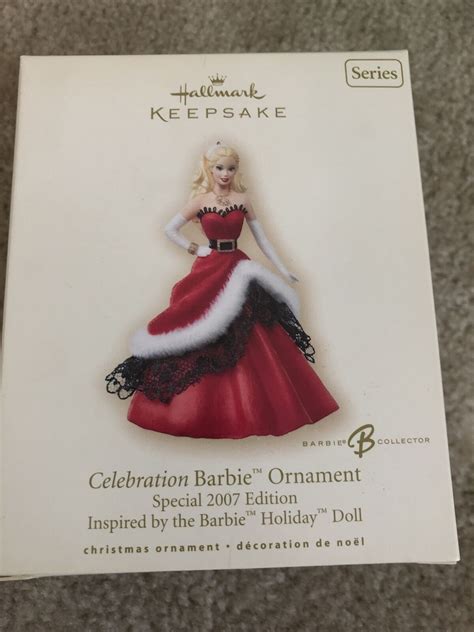 Series
Hallmark
KEEPSAKE
BARBIE® B COLLECTOR
Celebration Barbie™ Ornament
Special 2007 Edition
Inspired by the Barbie™ Holiday™ Doll
christmas ornament • décoration de noël